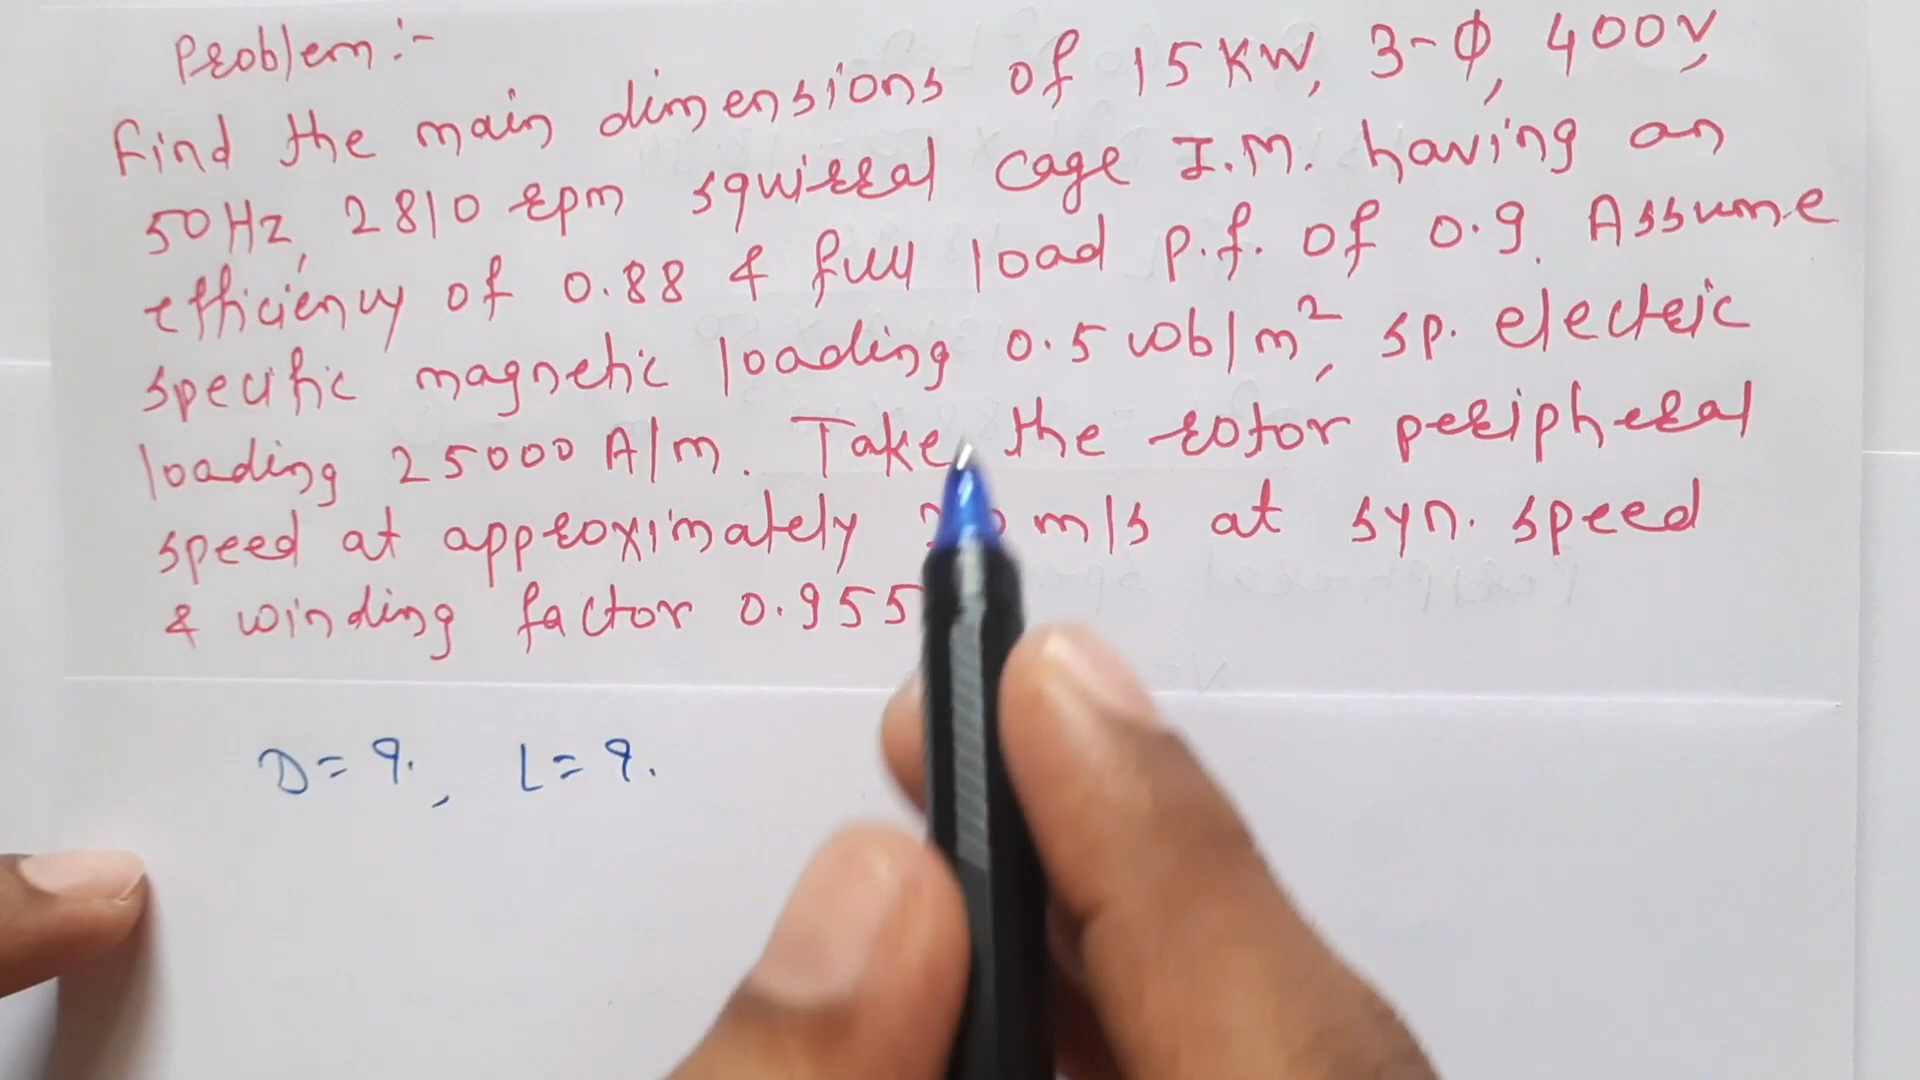 Problem:-
Find the main dimensions of 15 KW, 3-Φ, 400V,
50Hz, 2810 rpm squirral cage I.M. having an
efficiency of 0.88 & full load p.f. of 0.9. Assume
specific magnetic loading 0.5 wb/m², sp. electric
loading 25000 A/m. Take the rotor peripheral
speed at approximately m/s at syn. speed
& winding factor 0.955
D = ?, L = ?.